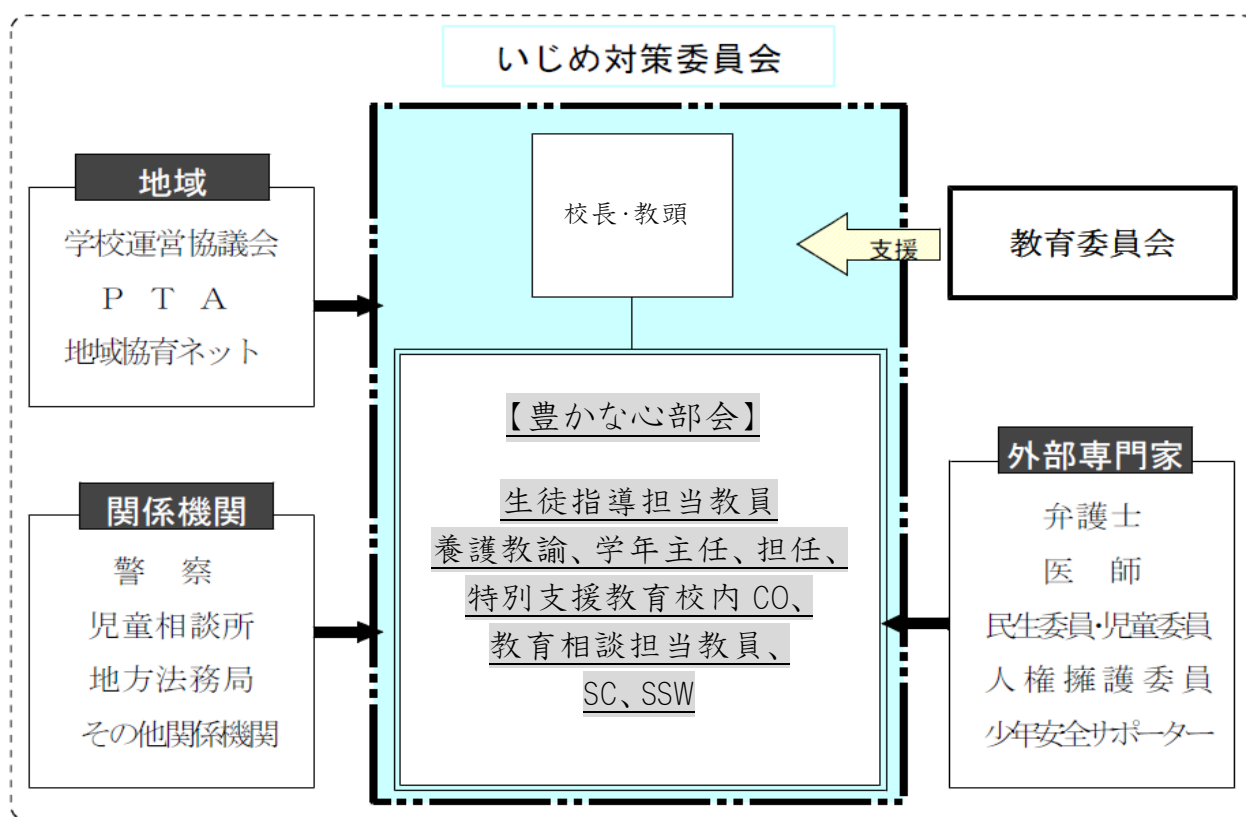 いじめ対策委員会
地域
学校運営協議会
P T A
地域協育ネット
関係機関
警 察
児童相談所
地方法務局
その他関係機関
校長·教頭
【豊かな心部会】
生徒指導担当教員
養護教諭、学年主任、担任、
特別支援教育校内 CO、
教育相談担当教員、
SC、SSW
支援
教育委員会
外部専門家
弁護士
医 師
民生委員・児童委員
人権擁護委員
少年安全サポーター